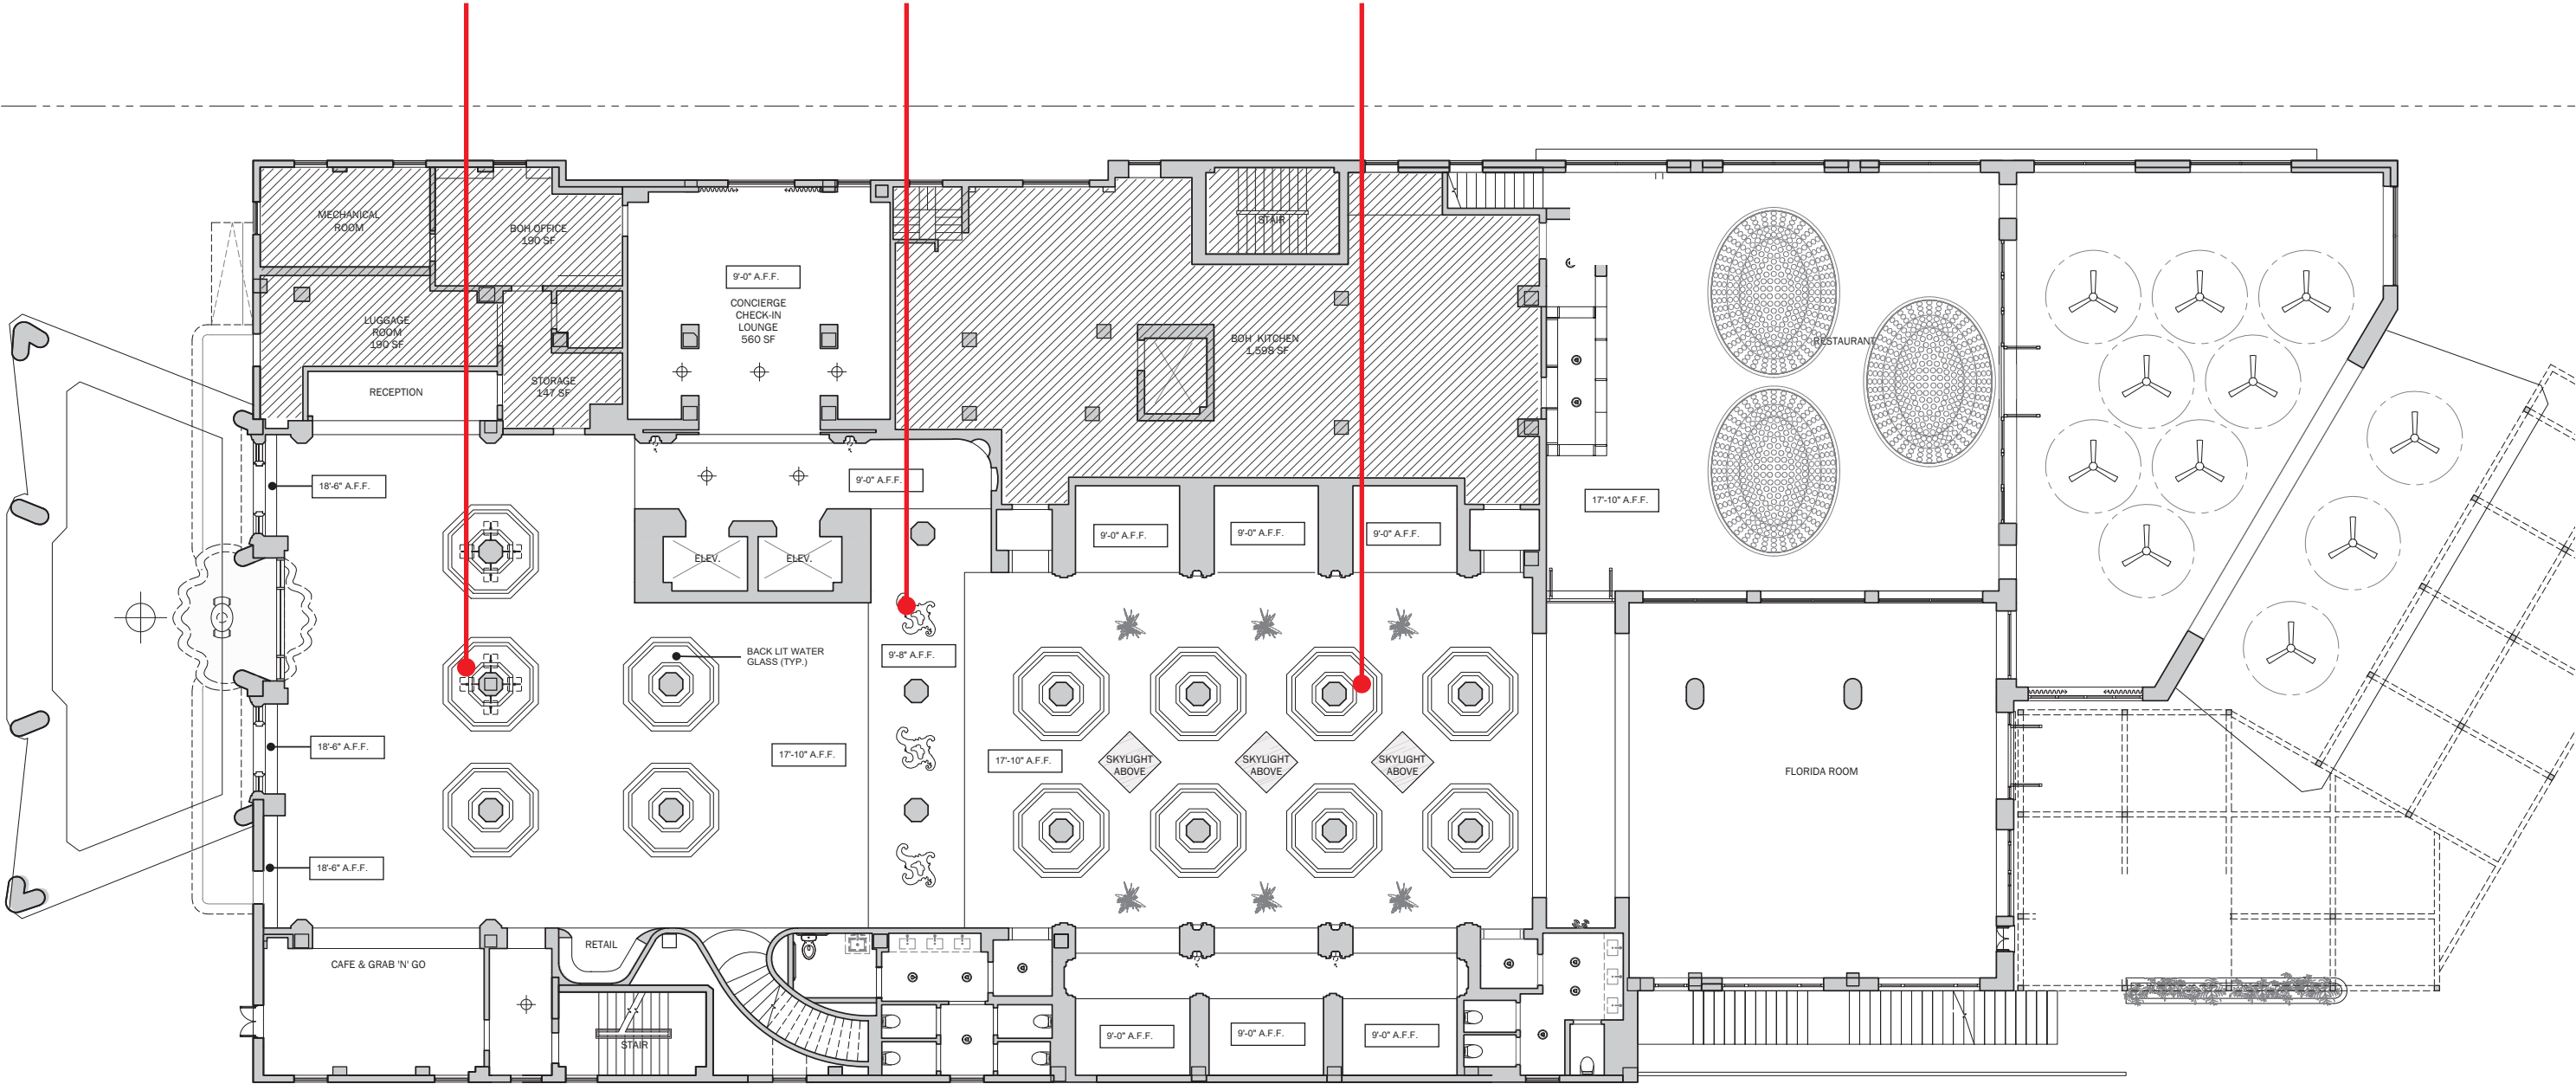 MECHANICAL
ROOM
BOH OFFICE
190 SF
STAIR
9'-0" A.F.F.
CONCIERGE
CHECK-IN
LOUNGE
560 SF
LUGGAGE
ROOM
190 SF
BOH KITCHEN
1,598 SF
RESTAURANT
STORAGE
147 SF
RECEPTION
18'-6" A.F.F.
9'-0" A.F.F.
17'-10" A.F.F.
9'-0" A.F.F.
9'-0" A.F.F.
9'-0" A.F.F.
ELEV.
ELEV.
BACK LIT WATER
GLASS (TYP.)
9'-8" A.F.F.
18'-6" A.F.F.
17'-10" A.F.F.
17'-10" A.F.F.
SKYLIGHT
ABOVE
SKYLIGHT
ABOVE
SKYLIGHT
ABOVE
FLORIDA ROOM
18'-6" A.F.F.
RETAIL
CAFE & GRAB 'N' GO
STAIR
9'-0" A.F.F.
9'-0" A.F.F.
9'-0" A.F.F.